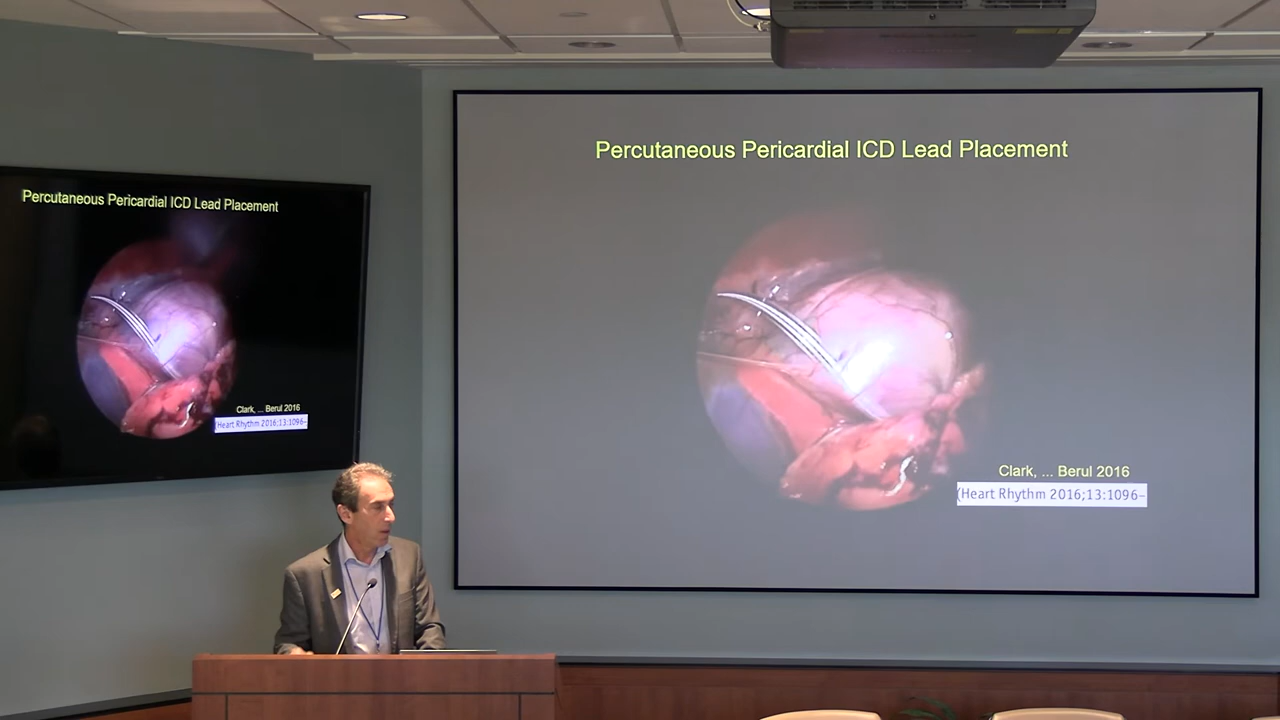 Percutaneous Pericardial ICD Lead Placement
Clark, ... Berul 2016
(Heart Rhythm 2016;13:1096–
Percutaneous Pericardial ICD Lead Placement
Clark, ... Berul 2016
(Heart Rhythm 2016;13:1096–